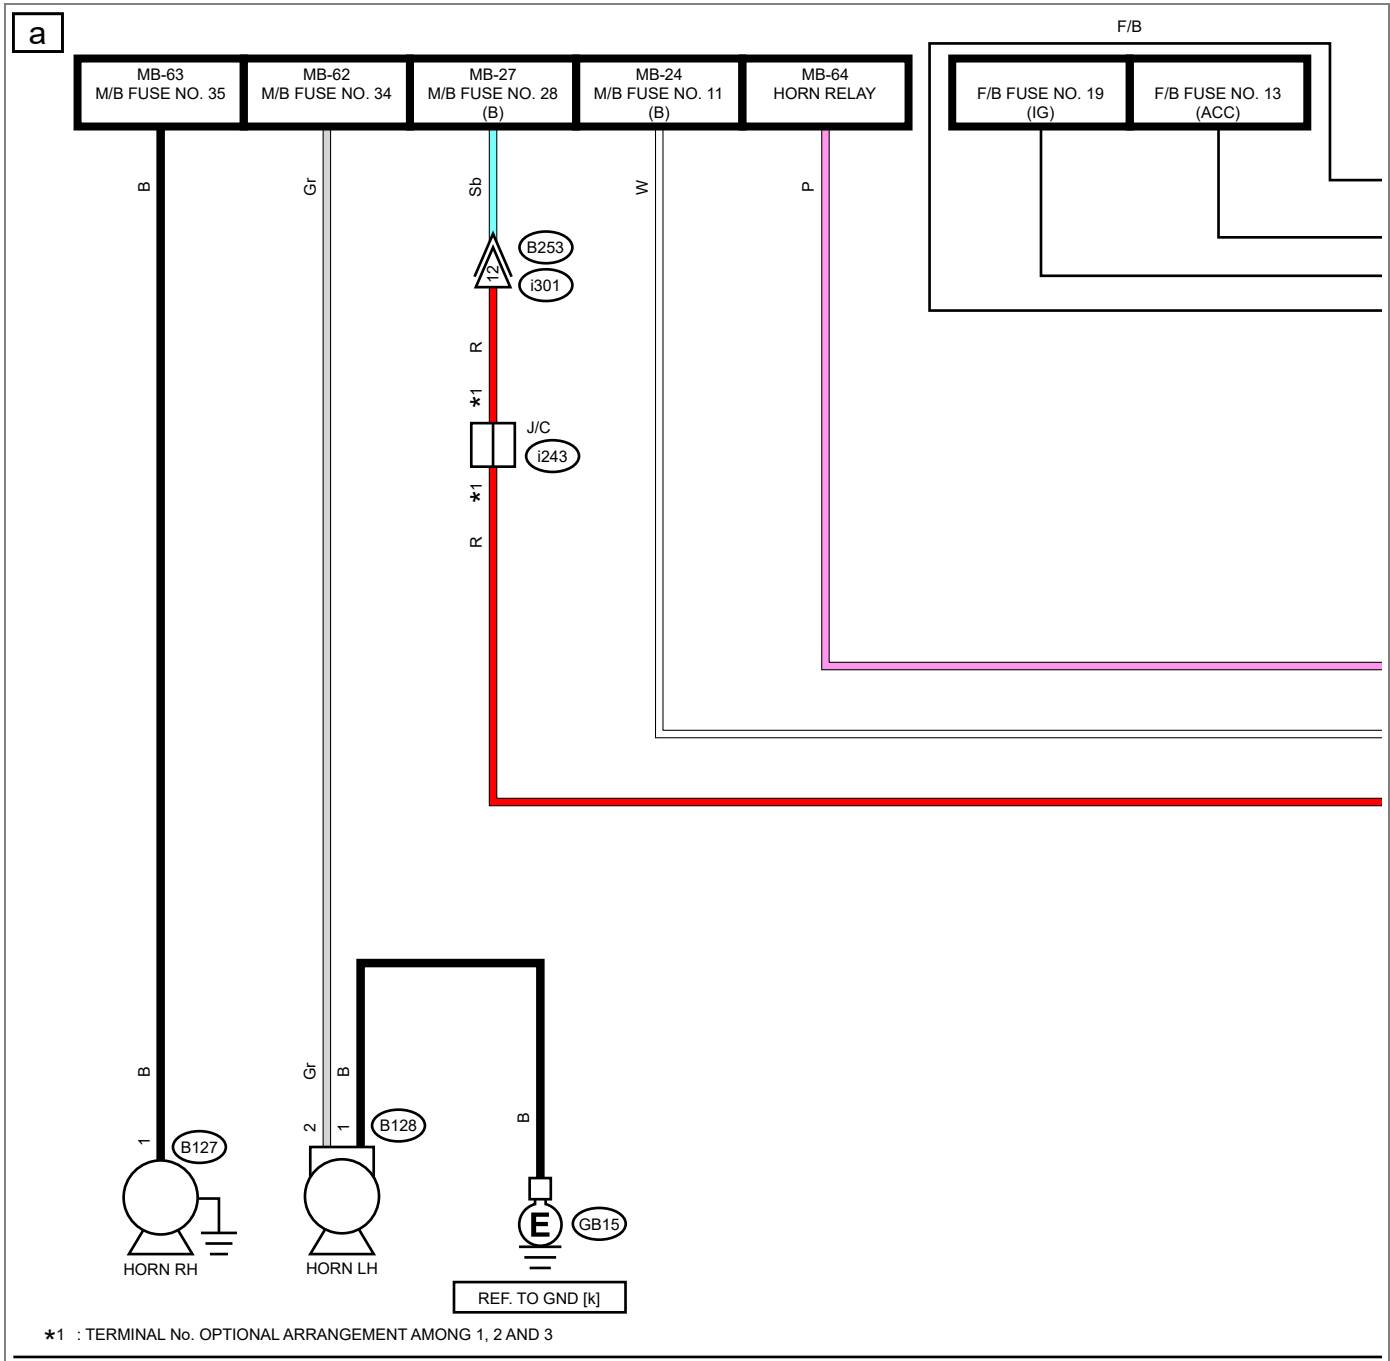 a
F/B
MB-63
M/B FUSE NO. 35
MB-62
M/B FUSE NO. 34
MB-27
M/B FUSE NO. 28
(B)
MB-24
M/B FUSE NO. 11
(B)
MB-64
HORN RELAY
F/B FUSE NO. 19
(IG)
F/B FUSE NO. 13
(ACC)
B
Gr
Sb
W
P
B253
12
i301
R
*1
J/C
i243
*1
R
B
Gr
B
1
2
1
B127
B128
B
E
GB15
HORN RH
HORN LH
REF. TO GND [k]
*1 : TERMINAL No. OPTIONAL ARRANGEMENT AMONG 1, 2 AND 3